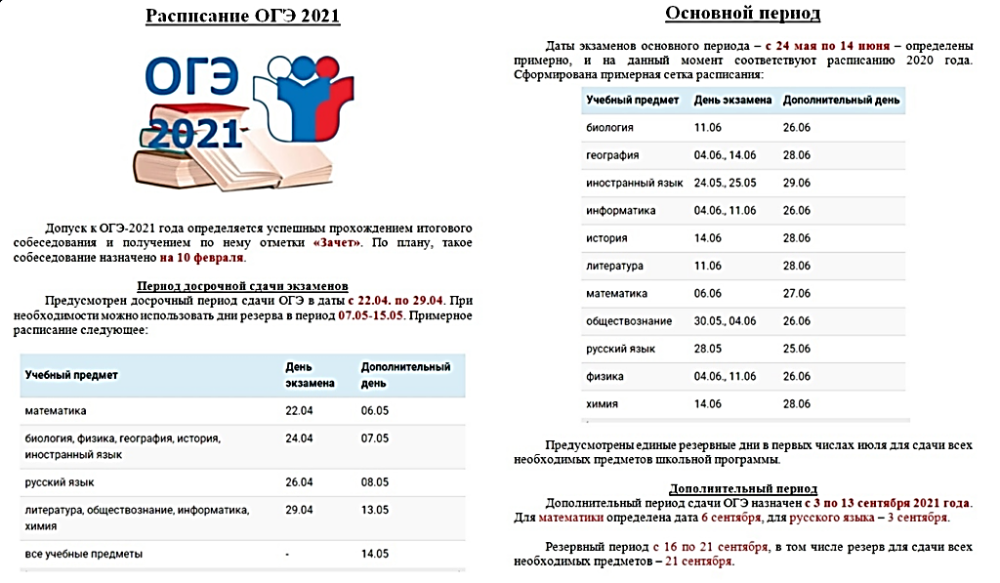 Расписание ОГЭ 2021
ОГЭ
2021
Допуск к ОГЭ-2021 года определяется успешным прохождением итогового
собеседования и получением по нему отметки «Зачет». По плану, такое
собеседование назначено на 10 февраля.
Период досрочной сдачи экзаменов
Предусмотрен досрочный период сдачи ОГЭ в даты с 22.04. по 29.04. При
необходимости можно использовать дни резерва в период 07.05-15.05. Примерное
расписание следующее:
Учебный предмет День экзамена Дополнительный день
математика 22.04 06.05
биология, физика, география, история, 24.04 07.05
иностранный язык
русский язык 26.04 08.05
литература, обществознание, информатика, 29.04 13.05
химия
все учебные предметы - 14.05
Основной период
Даты экзаменов основного периода – с 24 мая по 14 июня – определены
примерно, и на данный момент соответствуют расписанию 2020 года.
Сформирована примерная сетка расписания:
Учебный предмет День экзамена Дополнительный день
биология 11.06 26.06
география 04.06., 14.06 28.06
иностранный язык 24.05., 25.05 29.06
информатика 04.06., 11.06 26.06
история 14.06 28.06
литература 11.06 28.06
математика 06.06 27.06
обществознание 30.05., 04.06 26.06
русский язык 28.05 25.06
физика 04.06., 11.06 26.06
химия 14.06 28.06
Предусмотрены единые резервные дни в первых числах июля для сдачи всех
необходимых предметов школьной программы.
Дополнительный период
Дополнительный период сдачи ОГЭ назначен с 3 по 13 сентября 2021 года.
Для математики определена дата 6 сентября, для русского языка – 3 сентября.
Резервный период с 16 по 21 сентября, в том числе резерв для сдачи всех
необходимых предметов – 21 сентября.